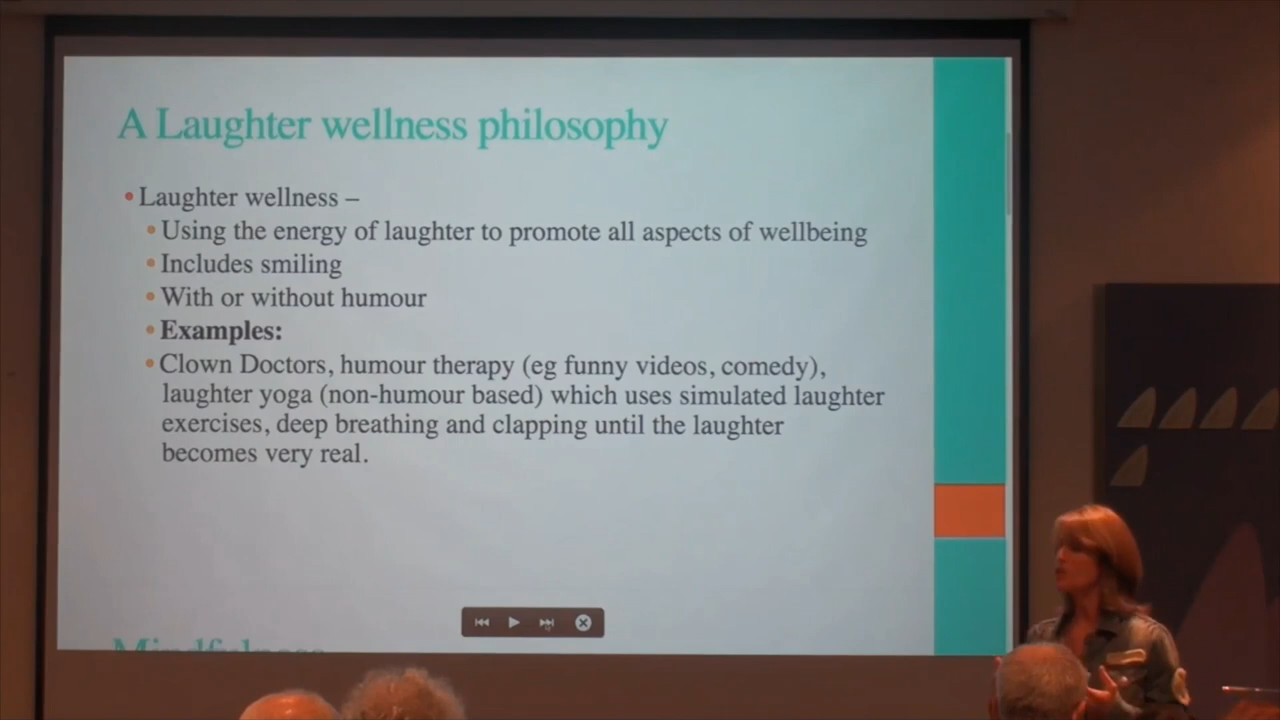 A Laughter wellness philosophy
• Laughter wellness –
• Using the energy of laughter to promote all aspects of wellbeing
• Includes smiling
• With or without humour
• Examples:
• Clown Doctors, humour therapy (eg funny videos, comedy),
laughter yoga (non-humour based) which uses simulated laughter
exercises, deep breathing and clapping until the laughter
becomes very real.
Mindfulness